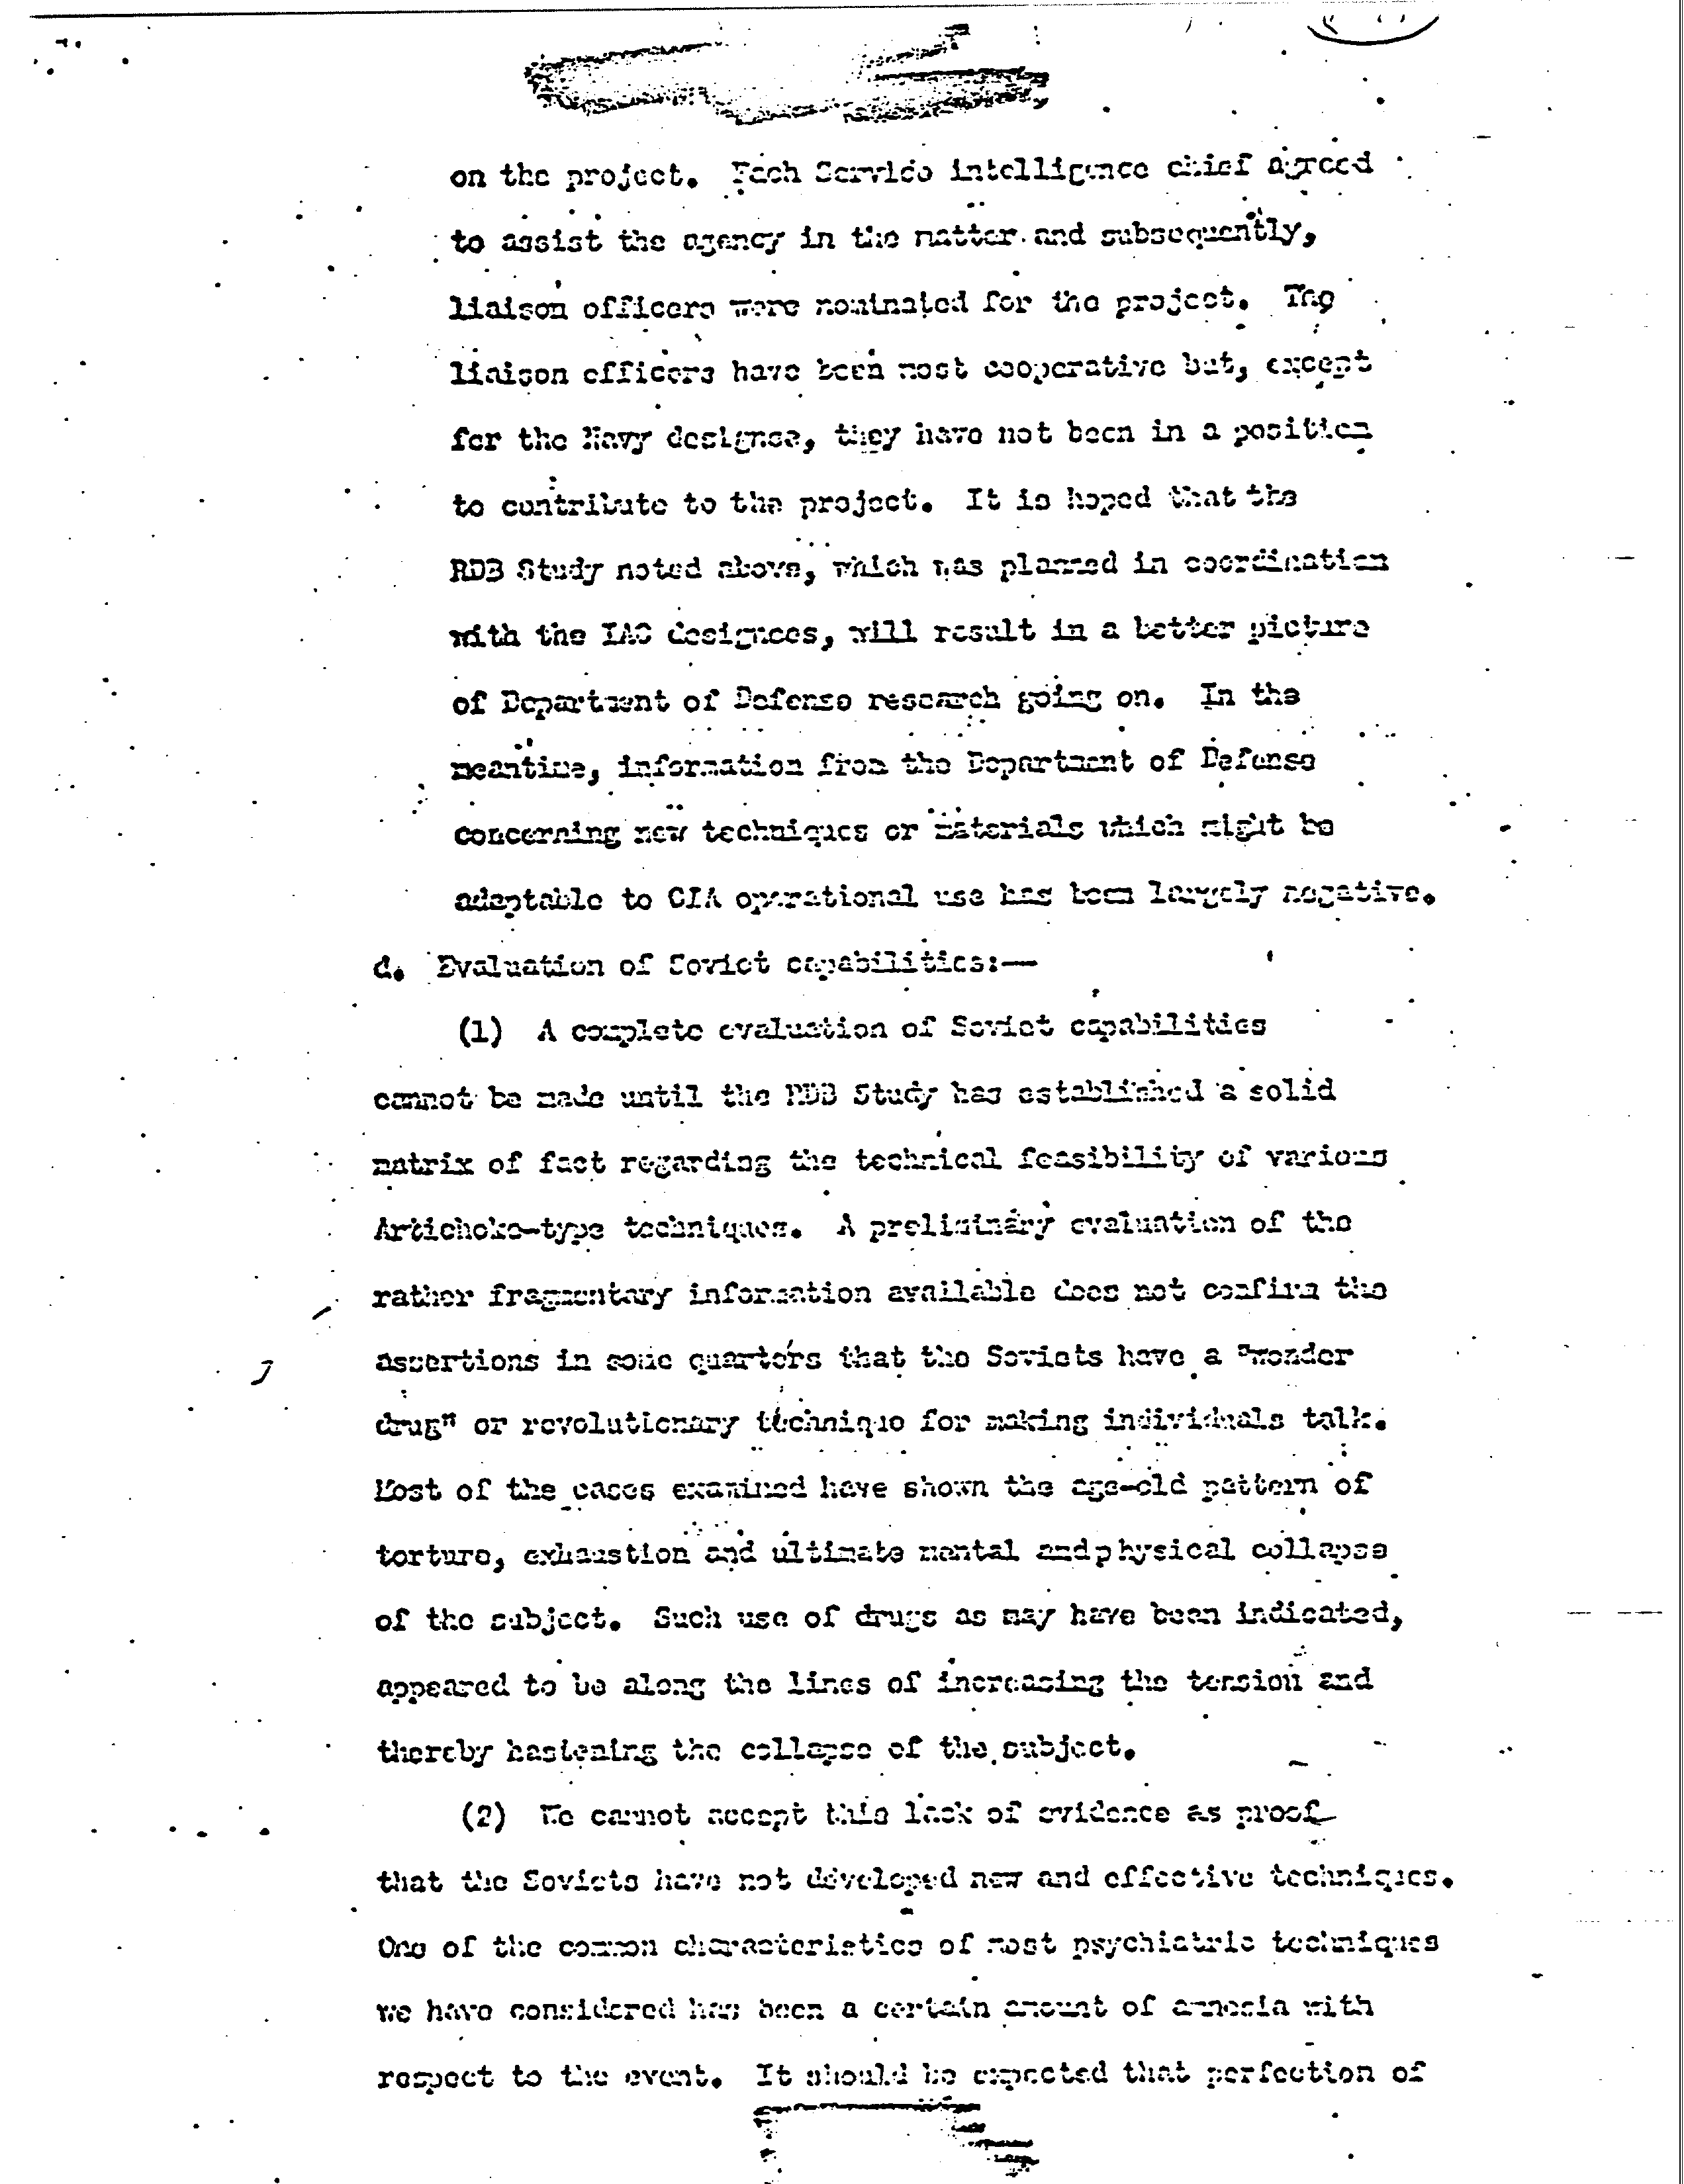 on the project. Each Service intelligence chief agreed
to assist the agency in the matter and subsequently,
liaison officers were nominated for the project. The
liaison officers have been most cooperative but, except
for the Navy designee, they have not been in a position
to contribute to the project. It is hoped that the
RDB Study noted above, which was planned in coordination
with the IAC designees, will result in a better picture
of Department of Defense research going on. In the
meantime, information from the Department of Defense
concerning new techniques or materials which might be
adaptable to CIA operational use has been largely negative.
d. Evaluation of Soviet capabilities:—
(1) A complete evaluation of Soviet capabilities
cannot be made until the RDB Study has established a solid
matrix of fact regarding the technical feasibility of various
Artichoke-type techniques. A preliminary evaluation of the
rather fragmentary information available does not confirm the
assertions in some quarters that the Soviets have a "wonder
drug" or revolutionary technique for making individuals talk.
Most of the cases examined have shown the age-old pattern of
torture, exhaustion and ultimate mental andphysical collapse
of the subject. Such use of drugs as may have been indicated,
appeared to be along the lines of increasing the tension and
thereby hastening the collapse of the subject.
(2) We cannot accept this lack of evidence as proof
that the Soviets have not developed new and effective techniques.
One of the common characteristics of most psychiatric techniques
we have considered has been a certain amount of amnesia with
respect to the event. It should be expected that perfection of